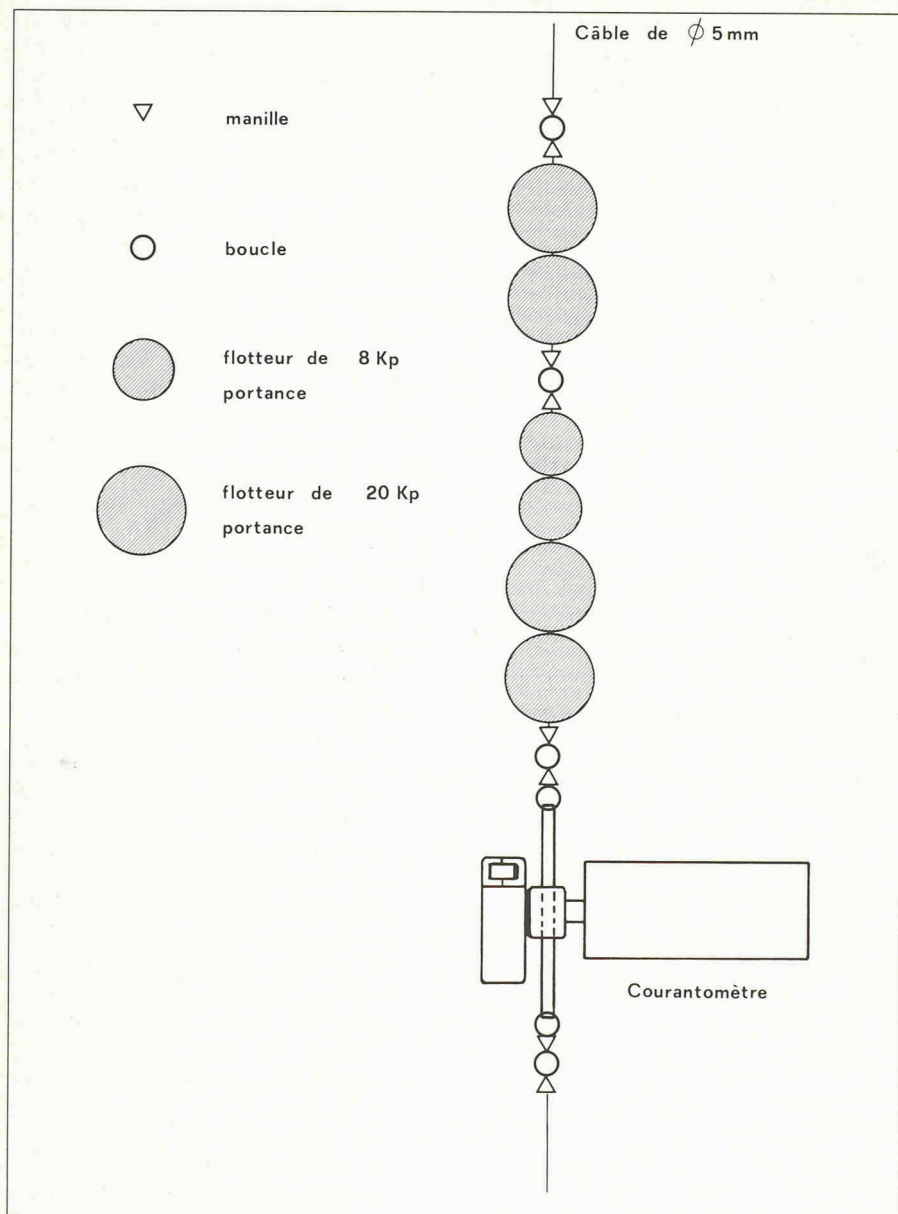 Câble de ϕ 5 mm
manille
boucle
flotteur de 8 Kp
portance
flotteur de 20 Kp
portance
Courantomètre